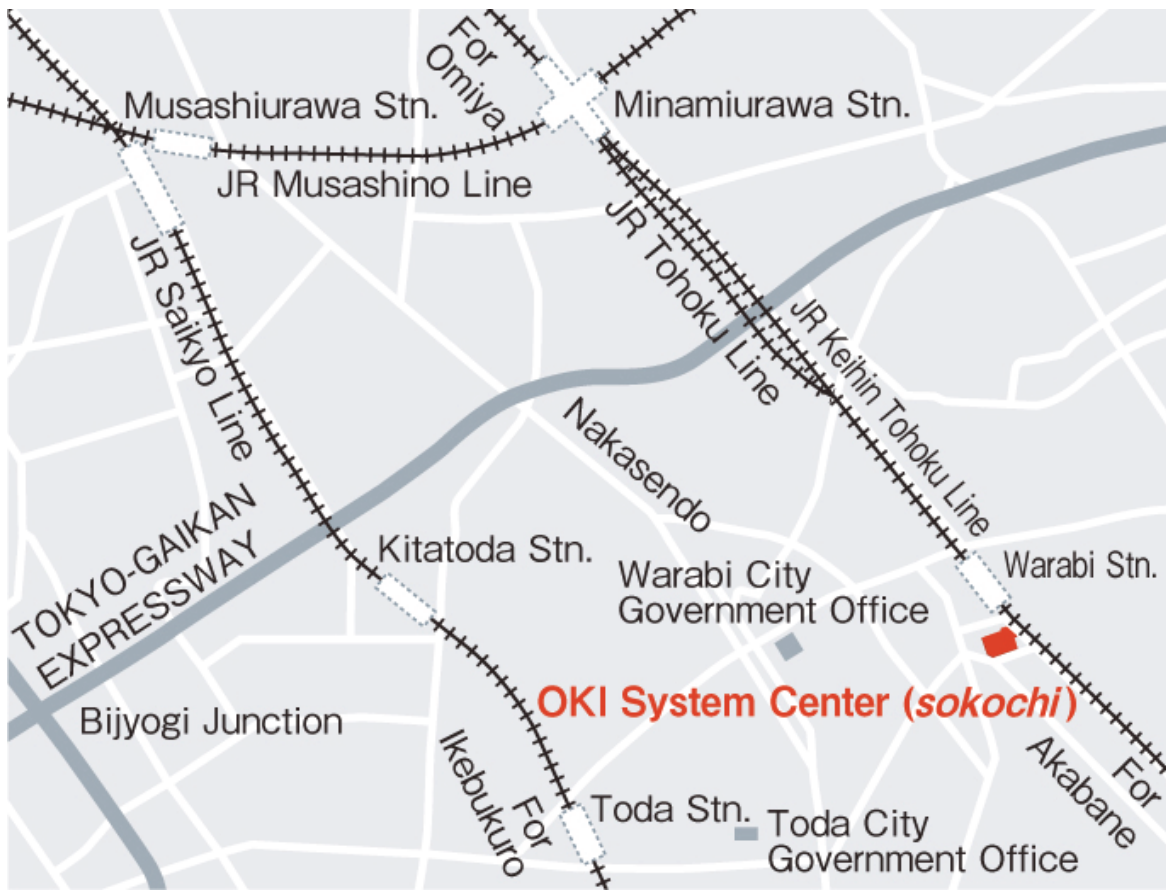 For
Omiya
Musashiurawa Stn.
Minamiurawa Stn.
JR Musashino Line
JR Tohoku Line
JR Saikyo Line
JR Keihin Tohoku Line
Nakasendo
TOKYO-GAIKAN
EXPRESSWAY
Kitatoda Stn.
Warabi Stn.
Warabi City
Government Office
OKI System Center (sokochi)
Bijyogi Junction
For
Ikebukuro
For
Akabane
Toda Stn.
Toda City
Government Office